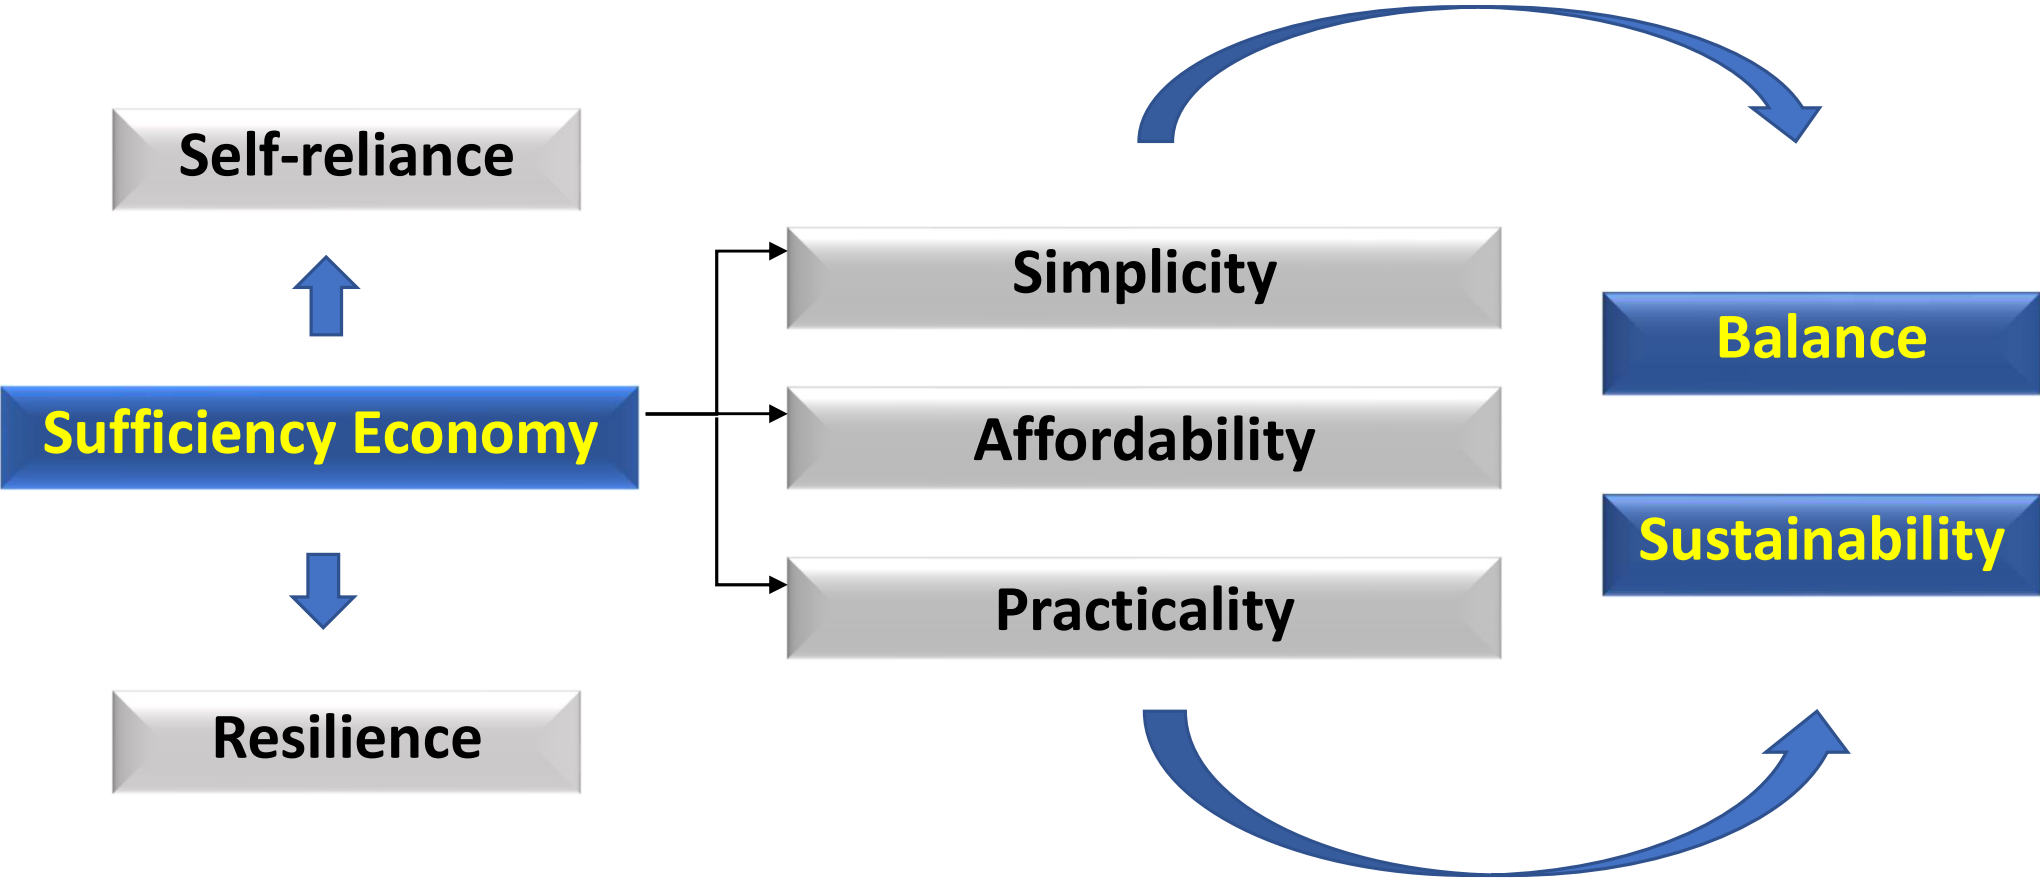 Self-reliance
Sufficiency Economy
Resilience
Simplicity
Affordability
Practicality
Balance
Sustainability